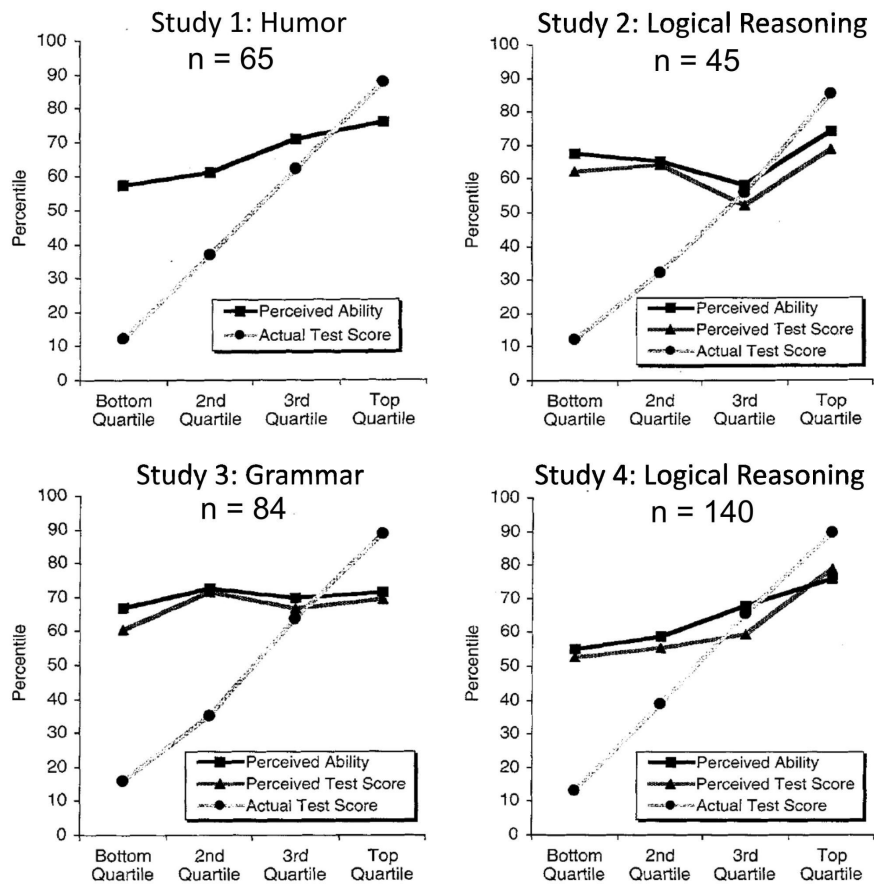 Study 1: Humor
n = 65
100
90
80
70
60
50
40
30
20
10
0
Percentile
Perceived Ability
Actual Test Score
Bottom Quartile
2nd Quartile
3rd Quartile
Top Quartile
Study 2: Logical Reasoning
n = 45
100
90
80
70
60
50
40
30
20
10
0
Percentile
Perceived Ability
Perceived Test Score
Actual Test Score
Bottom Quartile
2nd Quartile
3rd Quartile
Top Quartile
Study 3: Grammar
n = 84
100
90
80
70
60
50
40
30
20
10
0
Percentile
Perceived Ability
Perceived Test Score
Actual Test Score
Bottom Quartile
2nd Quartile
3rd Quartile
Top Quartile
Study 4: Logical Reasoning
n = 140
100
90
80
70
60
50
40
30
20
10
0
Percentile
Perceived Ability
Perceived Test Score
Actual Test Score
Bottom Quartile
2nd Quartile
3rd Quartile
Top Quartile